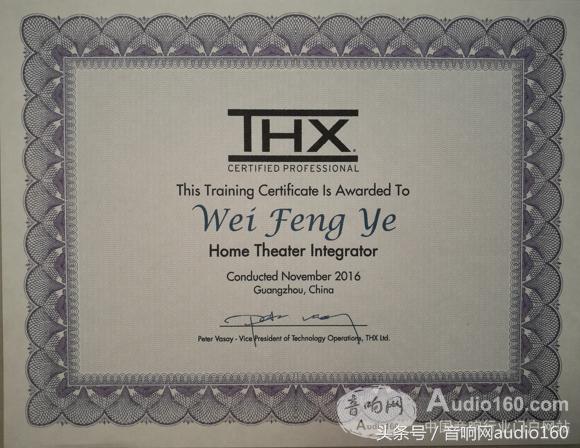 THX
CERTIFIED PROFESSIONAL
This Training Certificate Is Awarded To
Wei Feng Ye
Home Theater Integrator
Conducted November 2016
Guangzhou, China
Peter Vasay - Vice President of Technology Operations, THX Ltd.
音响网
Audio160.com
头条号 / 音响网audio160